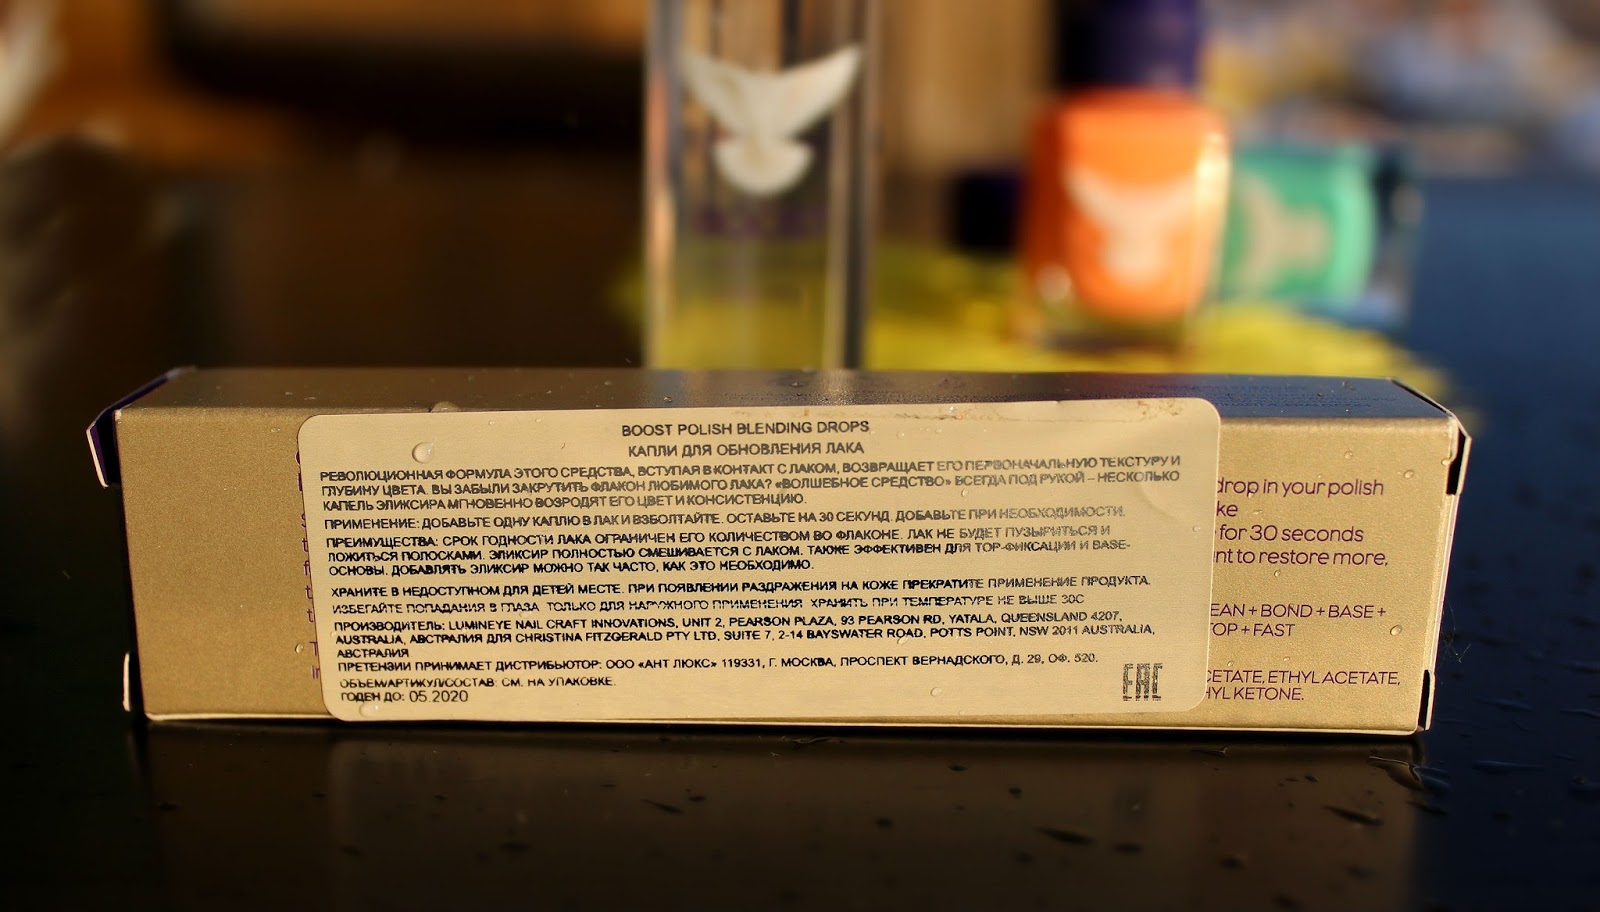 BOOST POLISH BLENDING DROPS
КАПЛИ ДЛЯ ОБНОВЛЕНИЯ ЛАКА
РЕВОЛЮЦИОННАЯ ФОРМУЛА ЭТОГО СРЕДСТВА, ВСТУПАЯ В КОНТАКТ С ЛАКОМ, ВОЗВРАЩАЕТ ЕГО ПЕРВОНАЧАЛЬНУЮ ТЕКСТУРУ И
ГЛУБИНУ ЦВЕТА. ВЫ ЗАБЫЛИ ЗАКРУТИТЬ ФЛАКОН ЛЮБИМОГО ЛАКА? «ВОЛШЕБНОЕ СРЕДСТВО» ВСЕГДА ПОД РУКОЙ – НЕСКОЛЬКО
КАПЕЛЬ ЭЛИКСИРА МГНОВЕННО ВОЗРОДЯТ ЕГО ЦВЕТ И КОНСИСТЕНЦИЮ.
ПРИМЕНЕНИЕ: ДОБАВЬТЕ ОДНУ КАПЛЮ В ЛАК И ВЗБОЛТАЙТЕ. ОСТАВЬТЕ НА 30 СЕКУНД. ДОБАВЬТЕ ПРИ НЕОБХОДИМОСТИ.
ПРЕИМУЩЕСТВА: СРОК ГОДНОСТИ ЛАКА ОГРАНИЧЕН ЕГО КОЛИЧЕСТВОМ ВО ФЛАКОНЕ. ЛАК НЕ БУДЕТ ПУЗЫРИТЬСЯ И
ЛОЖИТЬСЯ ПОЛОСКАМИ. ЭЛИКСИР ПОЛНОСТЬЮ СМЕШИВАЕТСЯ С ЛАКОМ. ТАКЖЕ ЭФФЕКТИВЕН ДЛЯ TOP-ФИКСАЦИИ И BASE-
ОСНОВЫ. ДОБАВЛЯТЬ ЭЛИКСИР МОЖНО ТАК ЧАСТО, КАК ЭТО НЕОБХОДИМО.
ХРАНИТЕ В НЕДОСТУПНОМ ДЛЯ ДЕТЕЙ МЕСТЕ. ПРИ ПОЯВЛЕНИИ РАЗДРАЖЕНИЯ НА КОЖЕ ПРЕКРАТИТЕ ПРИМЕНЕНИЕ ПРОДУКТА.
ИЗБЕГАЙТЕ ПОПАДАНИЯ В ГЛАЗА. ТОЛЬКО ДЛЯ НАРУЖНОГО ПРИМЕНЕНИЯ. ХРАНИТЬ ПРИ ТЕМПЕРАТУРЕ НЕ ВЫШЕ 30С
ПРОИЗВОДИТЕЛЬ: LUMINEYE NAIL CRAFT INNOVATIONS, UNIT 2, PEARSON PLAZA, 93 PEARSON RD, YATALA, QUEENSLAND 4207,
AUSTRALIA, АВСТРАЛИЯ ДЛЯ CHRISTINA FITZGERALD PTY LTD, SUITE 7, 2-14 BAYSWATER ROAD, POTTS POINT, NSW 2011 AUSTRALIA,
АВСТРАЛИЯ
ПРЕТЕНЗИИ ПРИНИМАЕТ ДИСТРИБЬЮТОР: ООО «АНТ ЛЮКС» 119331, Г. МОСКВА, ПРОСПЕКТ ВЕРНАДСКОГО, Д. 29, ОФ. 520.
ОБЪЕМ/АРТИКУЛ/СОСТАВ: СМ. НА УПАКОВКЕ.
ГОДЕН ДО: 05.2020
EAC
drop in your polish
ke
for 30 seconds
nt to restore more,
EAN + BOND + BASE +
TOP + FAST
CETATE, ETHYL ACETATE,
HYL KETONE.